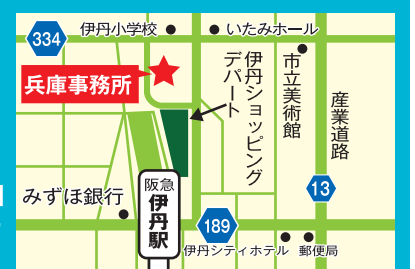 伊丹小学校
いたみホール
334
兵庫事務所
伊丹ショッピング
デパート
市立美術館
産業道路
13
みずほ銀行
阪急
伊丹駅
189
伊丹シティホテル
郵便局